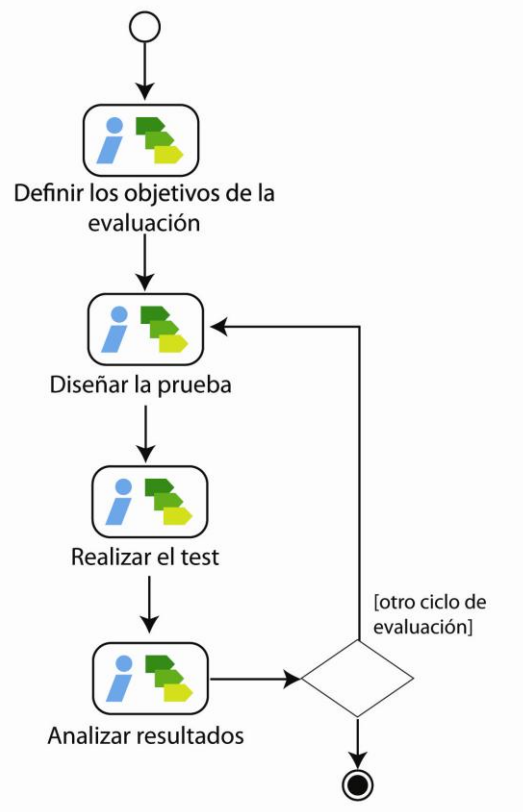 Definir los objetivos de la
evaluación
Diseñar la prueba
Realizar el test
[otro ciclo de
evaluación]
Analizar resultados